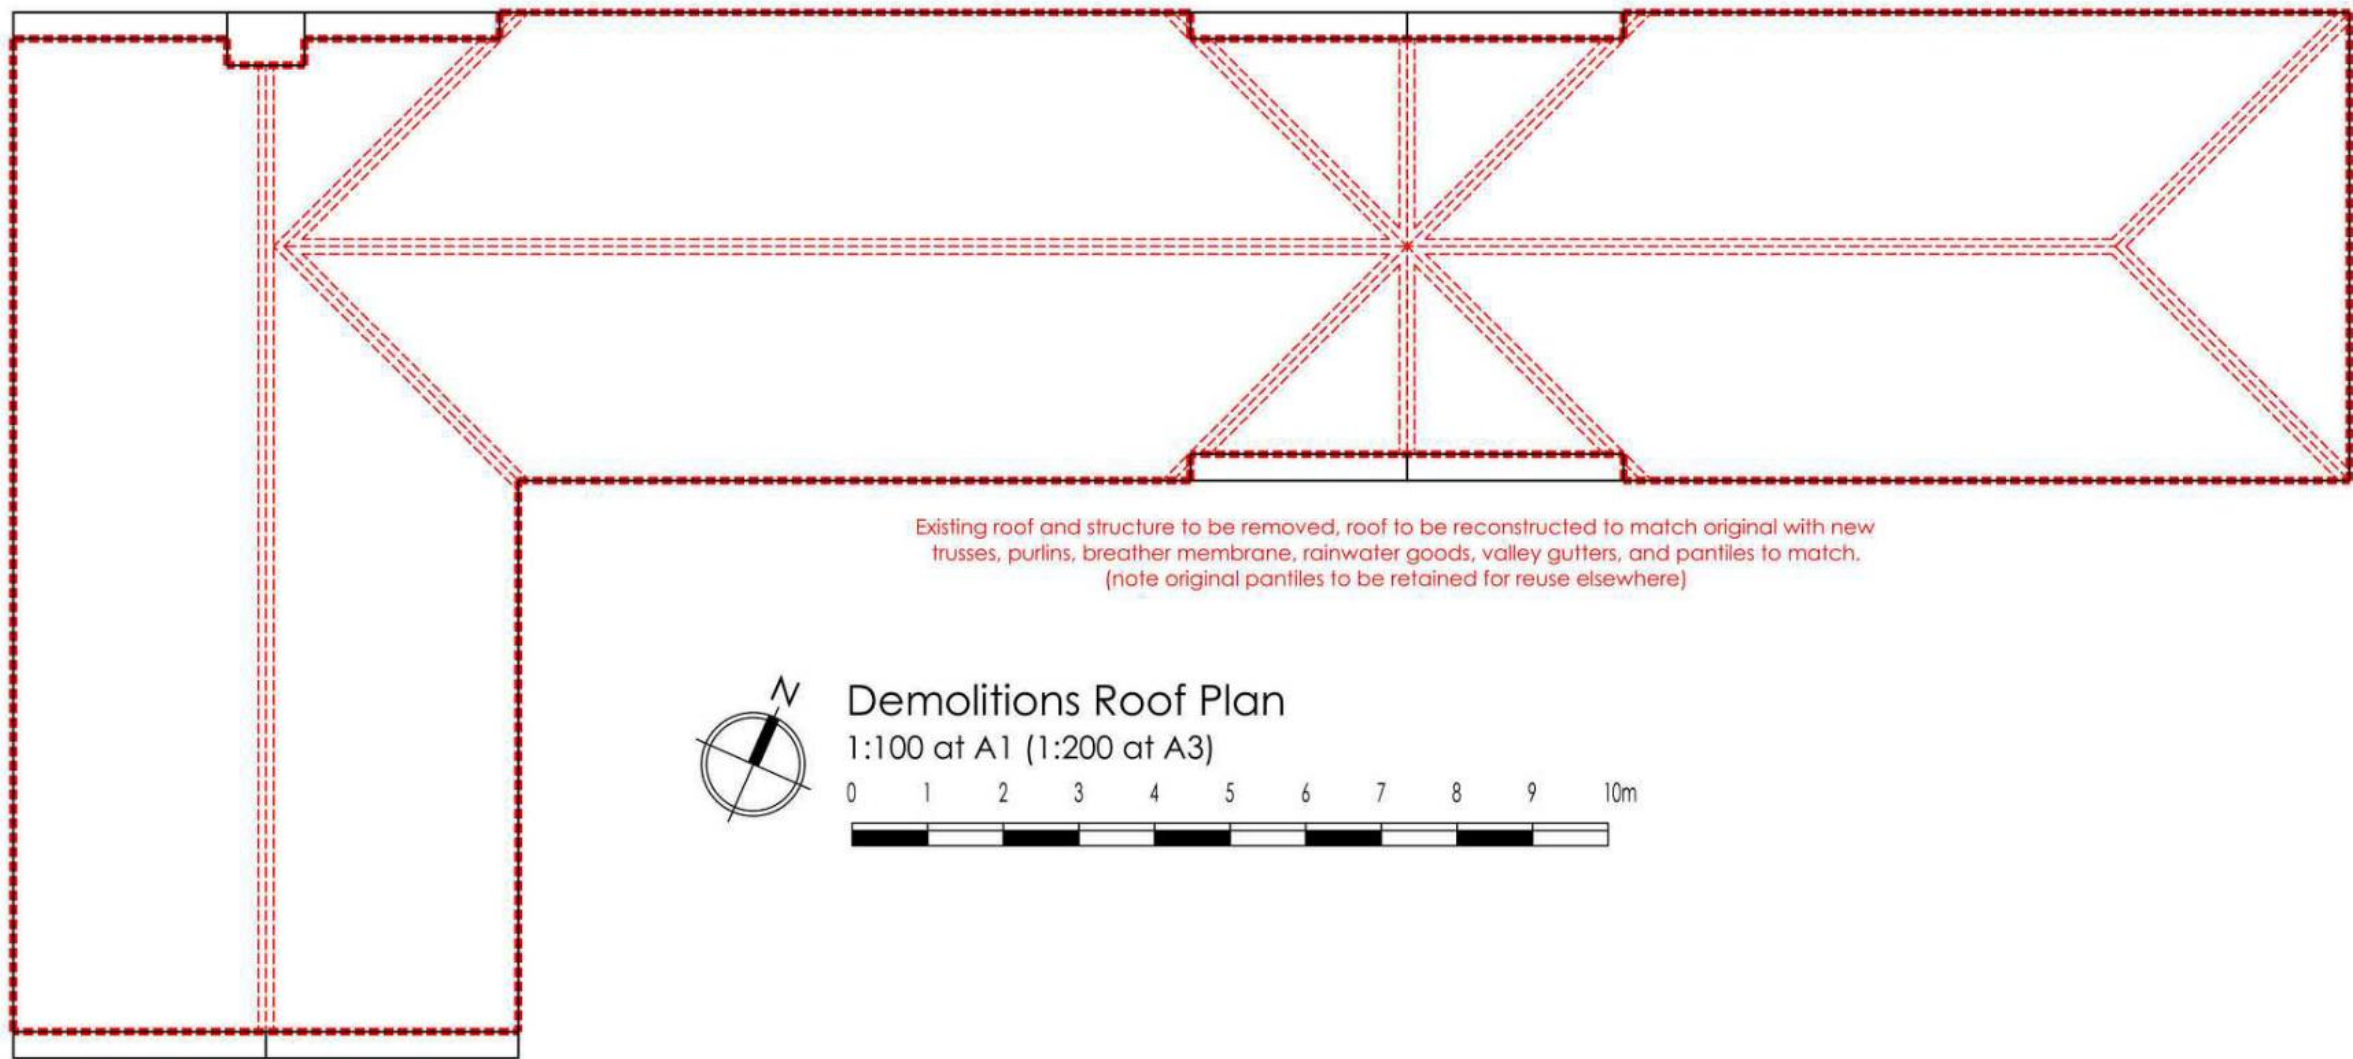 Existing roof and structure to be removed, roof to be reconstructed to match original with new
trusses, purlins, breather membrane, rainwater goods, valley gutters, and pantiles to match.
(note original pantiles to be retained for reuse elsewhere)
N
Demolitions Roof Plan
1:100 at A1 (1:200 at A3)
0 1 2 3 4 5 6 7 8 9 10m